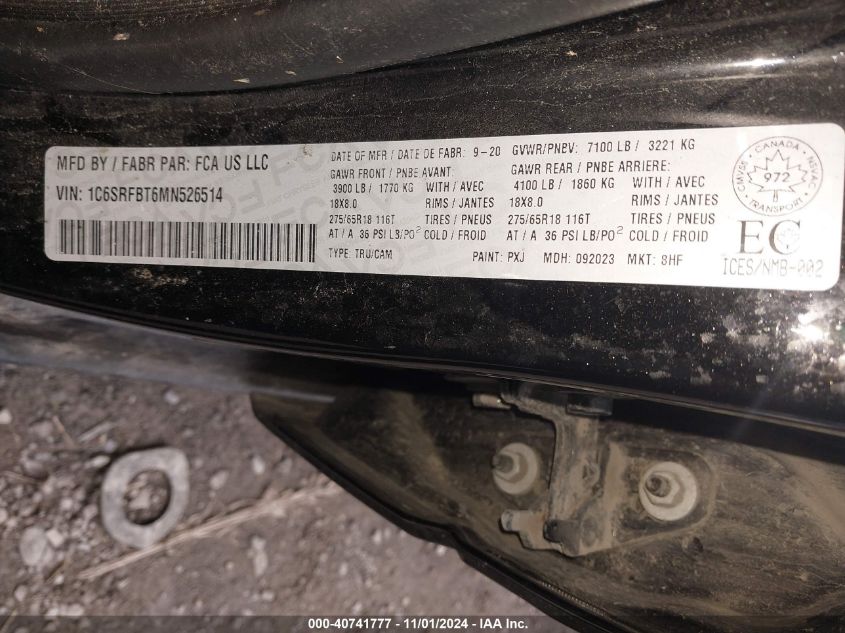 MFD BY / FABR PAR: FCA US LLC
VIN: 1C6SRFBT6MN526514
DATE OF MFR / DATE DE FABR: 9-20 GVWR/PNBV: 7100 LB / 3221 KG
GAWR FRONT / PNBE AVANT:
3900 LB / 1770 KG WITH / AVEC
18X8.0 RIMS / JANTES
275/65R18 116T TIRES / PNEUS
AT / A 36 PSI LB/PO² COLD / FROID
GAWR REAR / PNBE ARRIERE:
4100 LB / 1860 KG WITH / AVEC
18X8.0 RIMS / JANTES
275/65R18 116T TIRES / PNEUS
AT / A 36 PSI LB/PO² COLD / FROID
TYPE: TRU/CAM PAINT: PXJ MDH: 092023 MKT: 8HF
CANADA
CMVSS NSVAC
972
TRANSPORT
EC
ICES/NMB-002
000-40741777 - 11/01/2024 - IAA Inc.